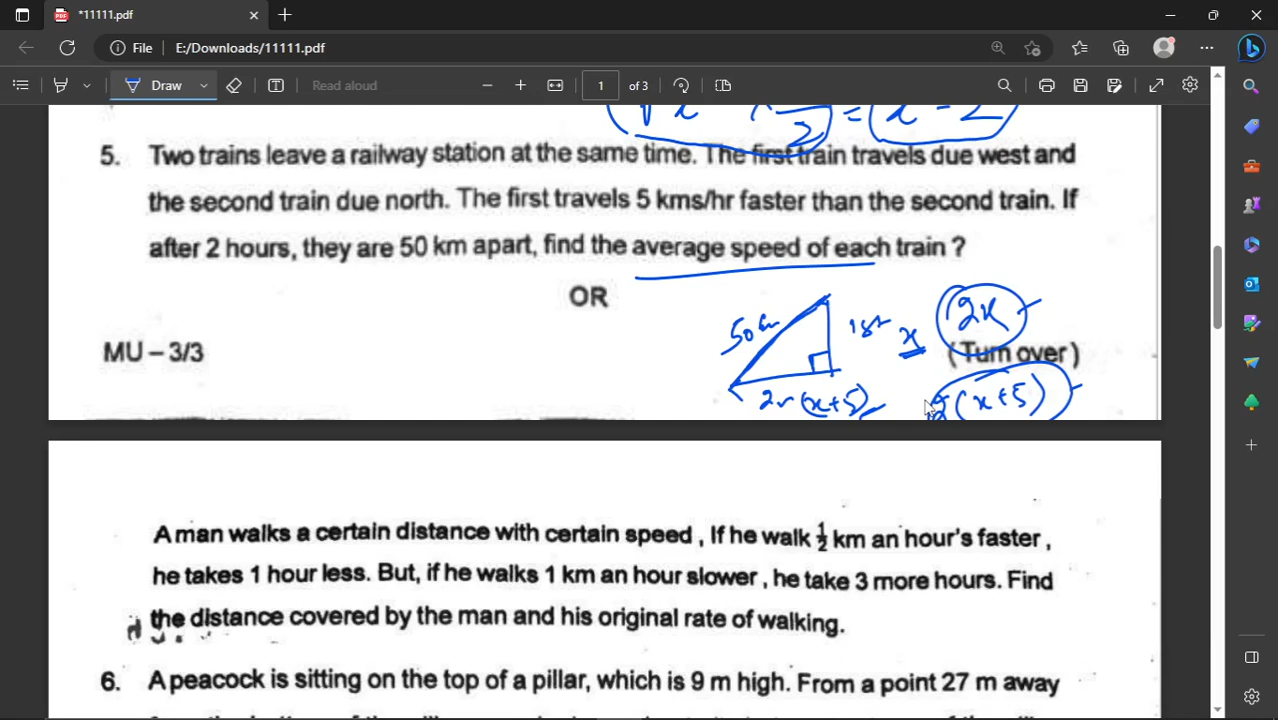 *11111.pdf
File E:/Downloads/11111.pdf
Draw Read aloud 1 of 3
5. Two trains leave a railway station at the same time. The first train travels due west and
the second train due north. The first travels 5 kms/hr faster than the second train. If
after 2 hours, they are 50 km apart, find the average speed of each train ?
OR
50km x 2x
MU – 3/3 (Turn over)
(x+5) 2(x+5)
A man walks a certain distance with certain speed , If he walk ½ km an hour's faster ,
he takes 1 hour less. But, if he walks 1 km an hour slower , he take 3 more hours. Find
the distance covered by the man and his original rate of walking.
6. A peacock is sitting on the top of a pillar, which is 9 m high. From a point 27 m away